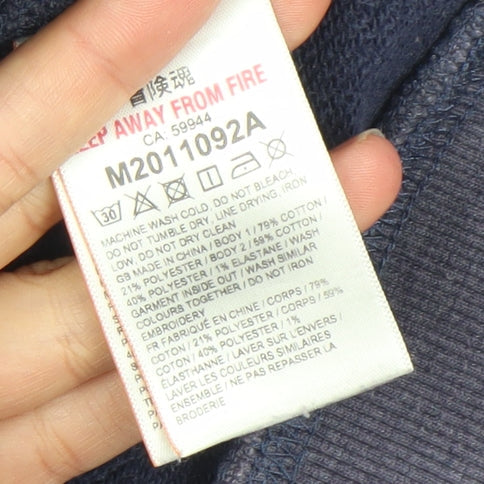 冒険魂
KEEP AWAY FROM FIRE
CA: 59944
M2011092A
30
MACHINE WASH COLD, DO NOT BLEACH,
DO NOT TUMBLE DRY, LINE DRYING, IRON
LOW, DO NOT DRY CLEAN
GB MADE IN CHINA / BODY 1 / 79% COTTON /
21% POLYESTER / BODY 2 / 59% COTTON /
40% POLYESTER / 1% ELASTANE / WASH
GARMENT INSIDE OUT / WASH SIMILAR
COLOURS TOGETHER / DO NOT IRON
EMBROIDERY
FR FABRIQUÉ EN CHINE / CORPS / 79%
COTON / 21% POLYESTER / CORPS / 59%
COTON / 40% POLYESTER / 1%
ÉLASTHANNE / LAVER SUR L'ENVERS /
LAVER LES COULEURS SIMILAIRES
ENSEMBLE / NE PAS REPASSER LA
BRODERIE